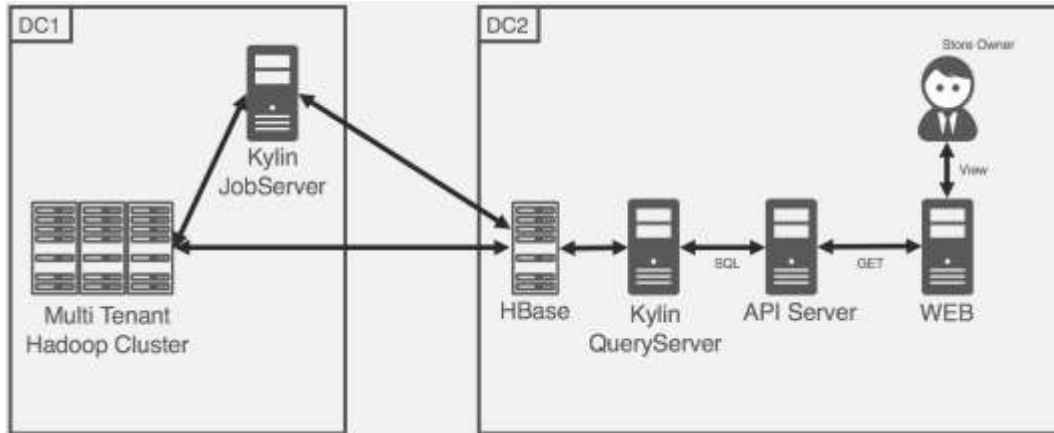 DC1
Kylin
JobServer
Multi Tenant
Hadoop Cluster
DC2
Store Owner
View
HBase
Kylin
QueryServer
SQL
API Server
GET
WEB